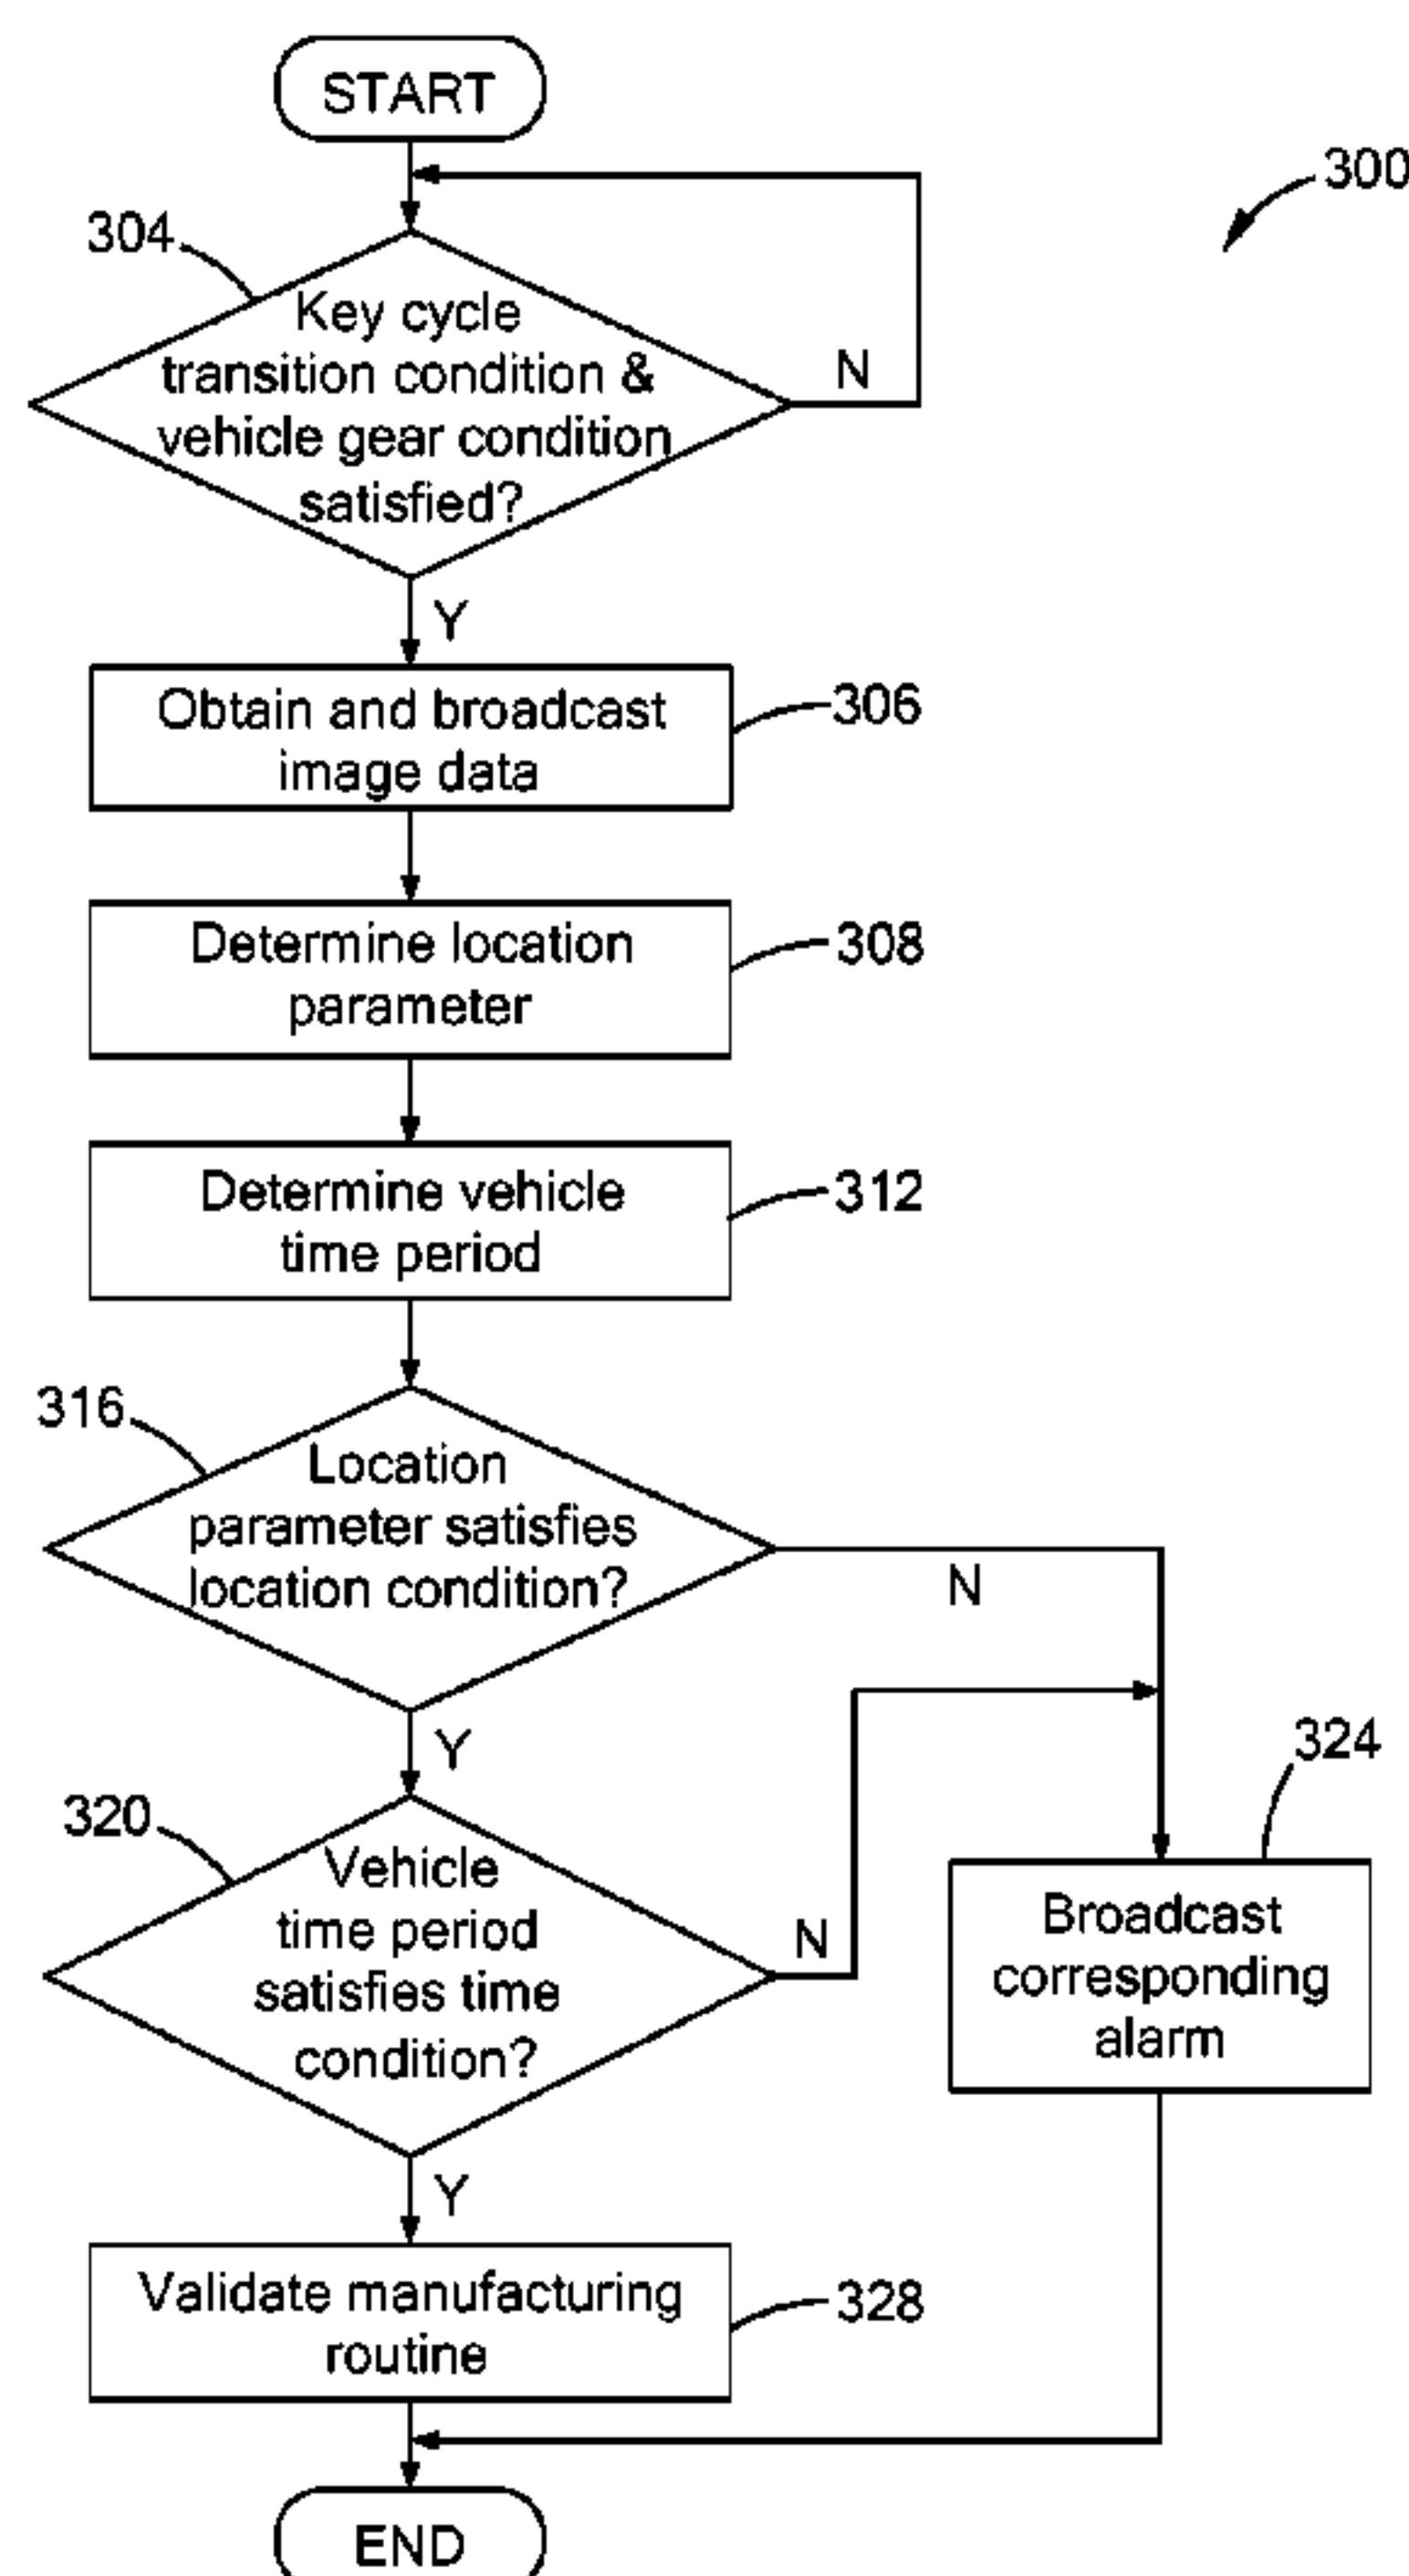 START
300
304
Key cycle
transition condition &
vehicle gear condition
satisfied?
N
Y
Obtain and broadcast
image data
306
Determine location
parameter
308
Determine vehicle
time period
312
316
Location
parameter satisfies
location condition?
N
Y
324
320
Vehicle
time period
satisfies time
condition?
N
Broadcast
corresponding
alarm
Y
Validate manufacturing
routine
328
END